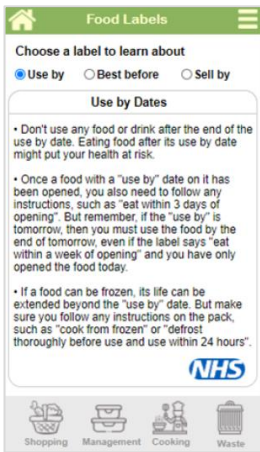 Food Labels
Choose a label to learn about
Use by
Best before
Sell by
Use by Dates
• Don't use any food or drink after the end of the
use by date. Eating food after its use by date
might put your health at risk.
• Once a food with a "use by" date on it has
been opened, you also need to follow any
instructions, such as "eat within 3 days of
opening". But remember, if the "use by" is
tomorrow, then you must use the food by the
end of tomorrow, even if the label says "eat
within a week of opening" and you have only
opened the food today.
• If a food can be frozen, its life can be
extended beyond the "use by" date. But make
sure you follow any instructions on the pack,
such as "cook from frozen" or "defrost
thoroughly before use and use within 24 hours".
NHS
Shopping
Management
Cooking
Waste